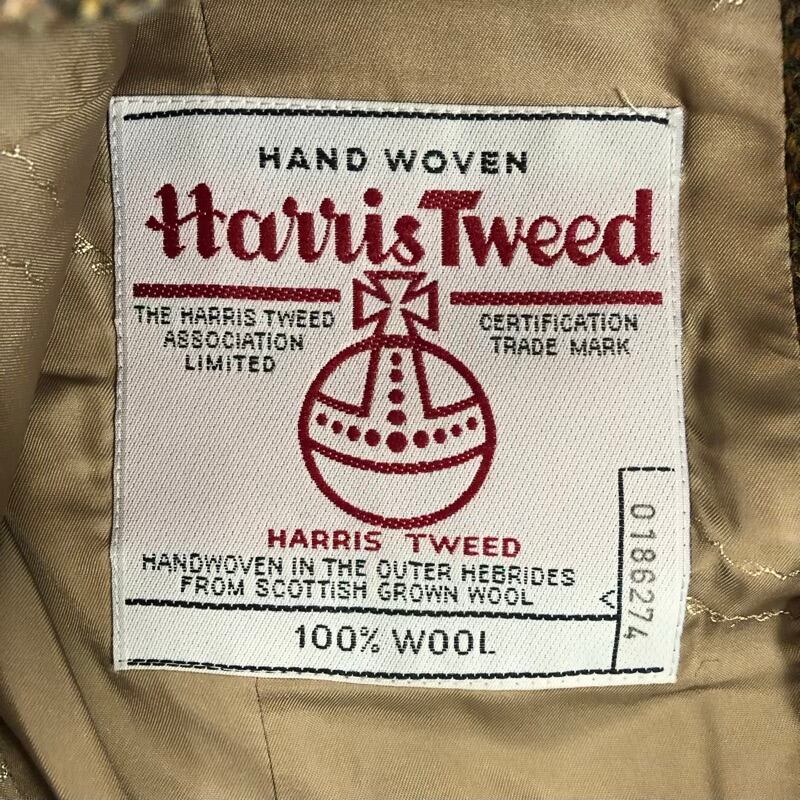 HAND WOVEN
Harris Tweed
THE HARRIS TWEED
ASSOCIATION
LIMITED
CERTIFICATION
TRADE MARK
HARRIS TWEED
HANDWOVEN IN THE OUTER HEBRIDES
FROM SCOTTISH GROWN WOOL
100% WOOL
0186274